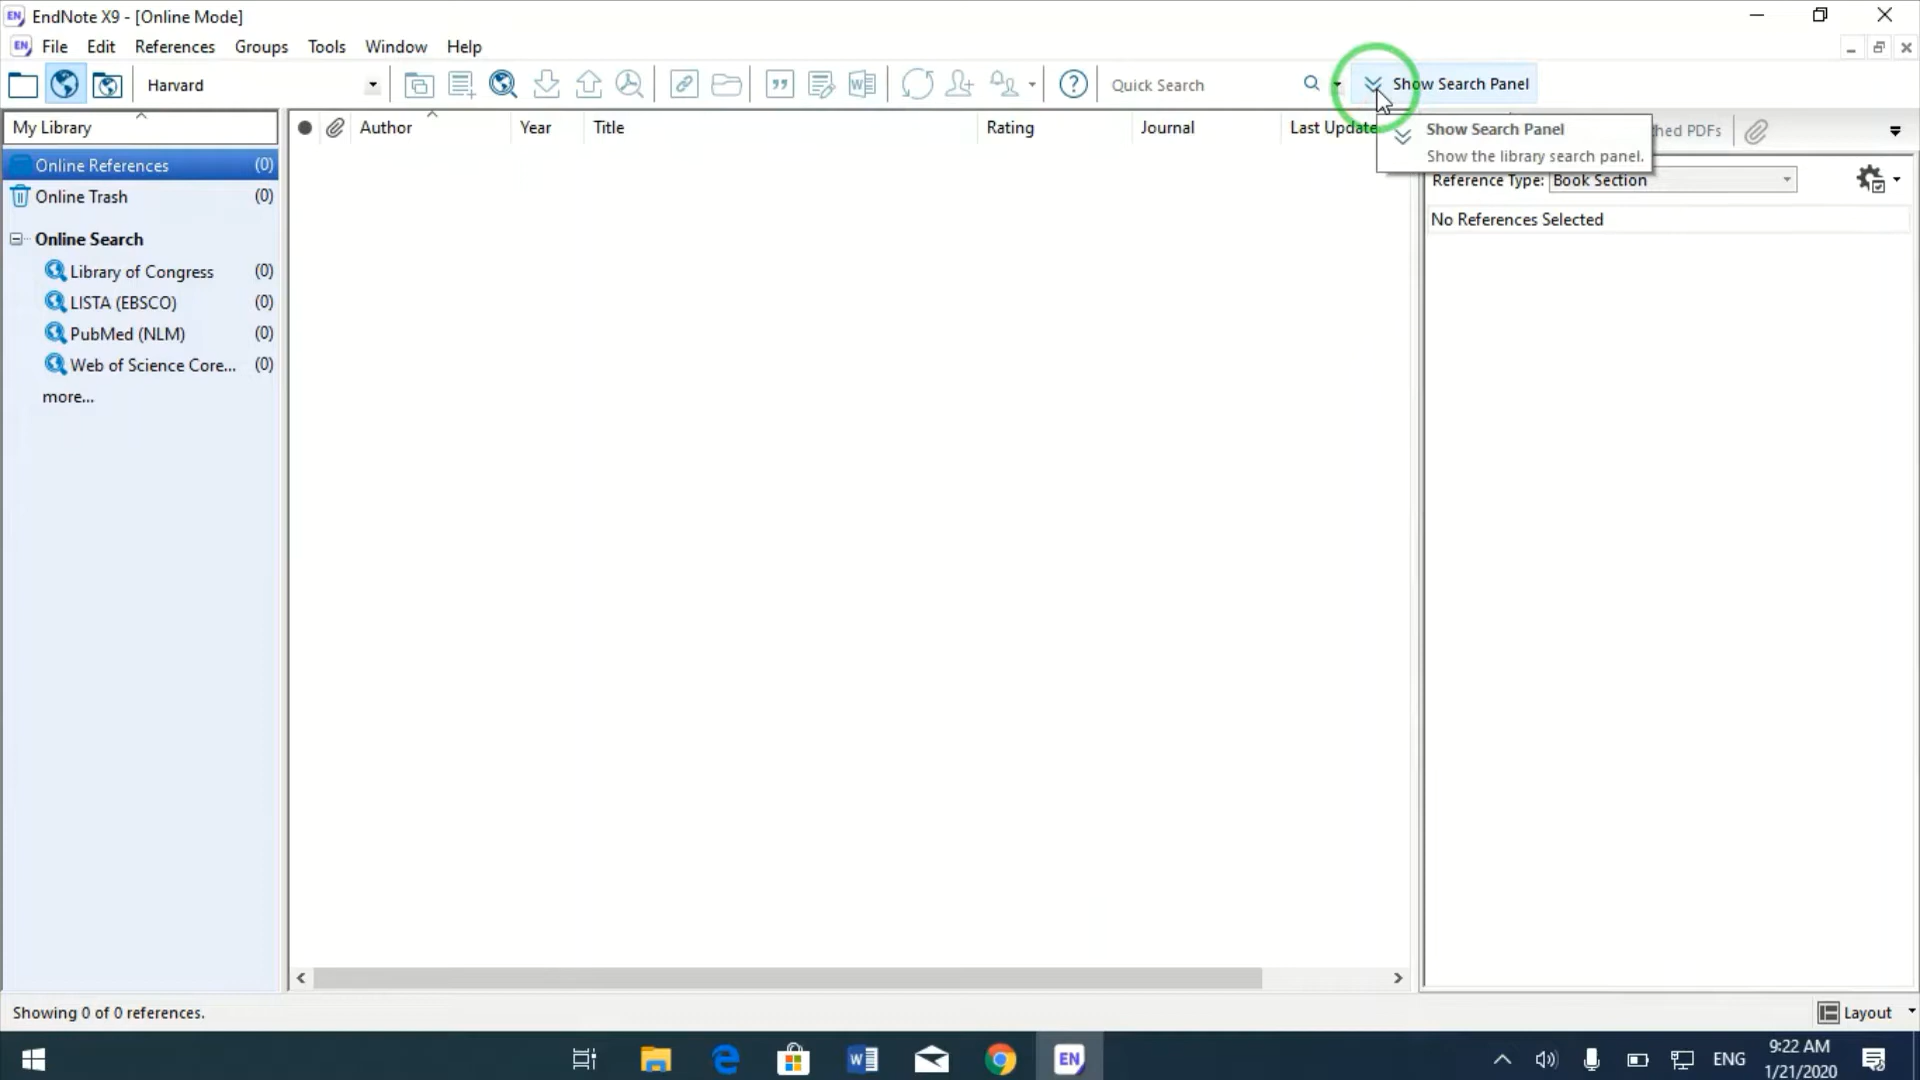 EN EndNote X9 - [Online Mode]
EN File Edit References Groups Tools Window Help
Harvard Quick Search Show Search Panel
My Library Author Year Title Rating Journal Last Update
Show Search Panel
Show the library search panel.
hed PDFs
Online References (0)
Online Trash (0)
Online Search
Library of Congress (0)
LISTA (EBSCO) (0)
PubMed (NLM) (0)
Web of Science Core... (0)
more...
Reference Type: Book Section
No References Selected
Showing 0 of 0 references.
Layout
EN
ENG
9:22 AM
1/21/2020